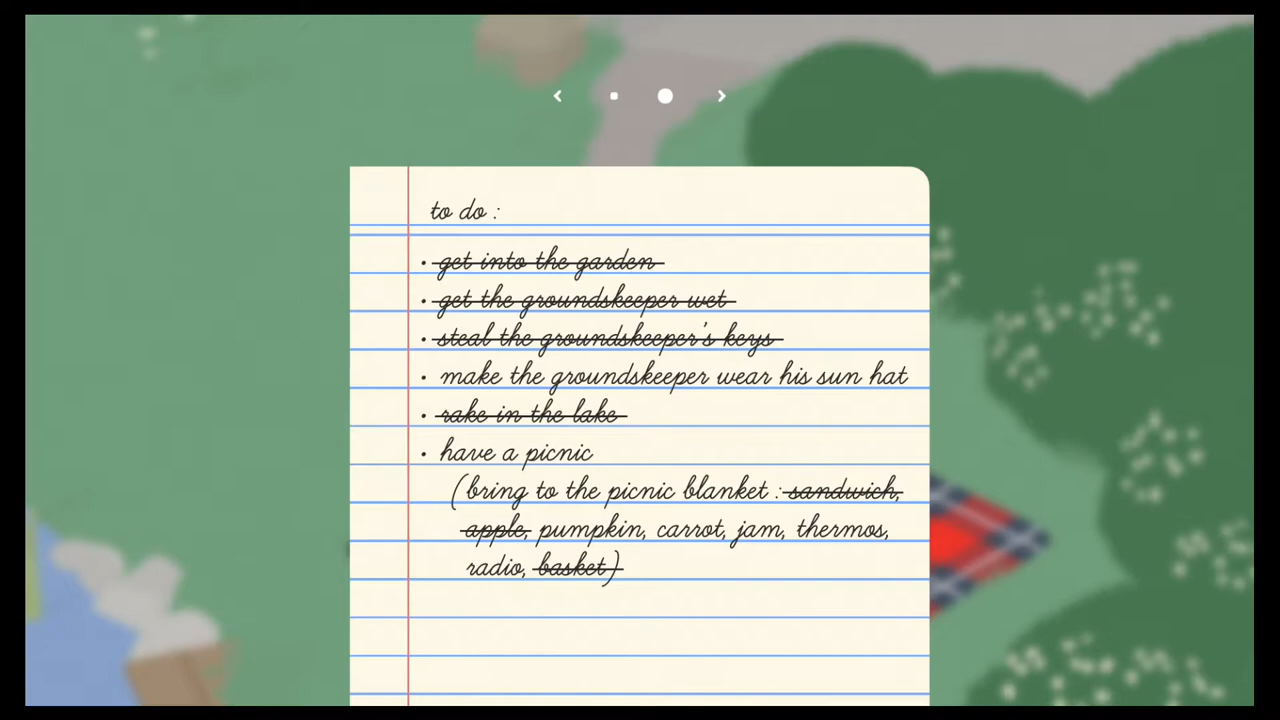 to do :
• get into the garden
• get the groundskeeper wet
• steal the groundskeeper's keys
• make the groundskeeper wear his sun hat
• rake in the lake
• have a picnic
(bring to the picnic blanket : sandwich,
apple, pumpkin, carrot, jam, thermos,
radio, basket)